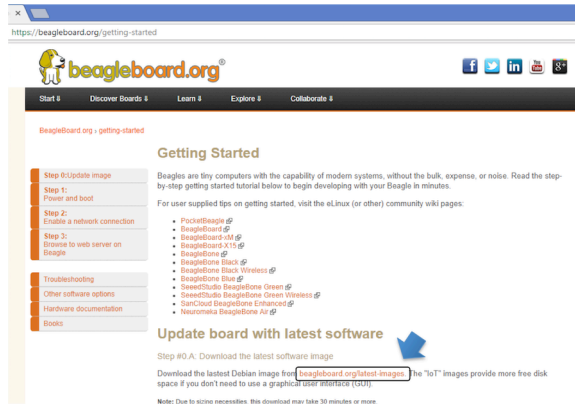 https://beagleboard.org/getting-started
beagleboard.org®
f in You Tube g+
Start ⇩ Discover Boards ⇩ Learn ⇩ Explore ⇩ Collaborate ⇩
BeagleBoard.org › getting-started
Getting Started
Step 0:Update image
Step 1:
Power and boot
Step 2:
Enable a network connection
Step 3:
Browse to web server on
Beagle
Troubleshooting
Other software options
Hardware documentation
Books
Beagles are tiny computers with the capability of modern systems, without the bulk, expense, or noise. Read the step-
by-step getting started tutorial below to begin developing with your Beagle in minutes.
For user supplied tips on getting started, visit the eLinux (or other) community wiki pages:
• PocketBeagle
• BeagleBoard
• BeagleBoard-xM
• BeagleBoard-X15
• BeagleBone
• BeagleBone Black
• BeagleBone Black Wireless
• BeagleBone Blue
• SeeedStudio BeagleBone Green
• SeeedStudio BeagleBone Green Wireless
• SanCloud BeagleBone Enhanced
• Neuromeka BeagleBone Air
Update board with latest software
Step #0.A: Download the latest software image
Download the lastest Debian image from beagleboard.org/latest-images. The "IoT" images provide more free disk
space if you don't need to use a graphical user interface (GUI).
Note: Due to sizing necessities, this download may take 30 minutes or more.